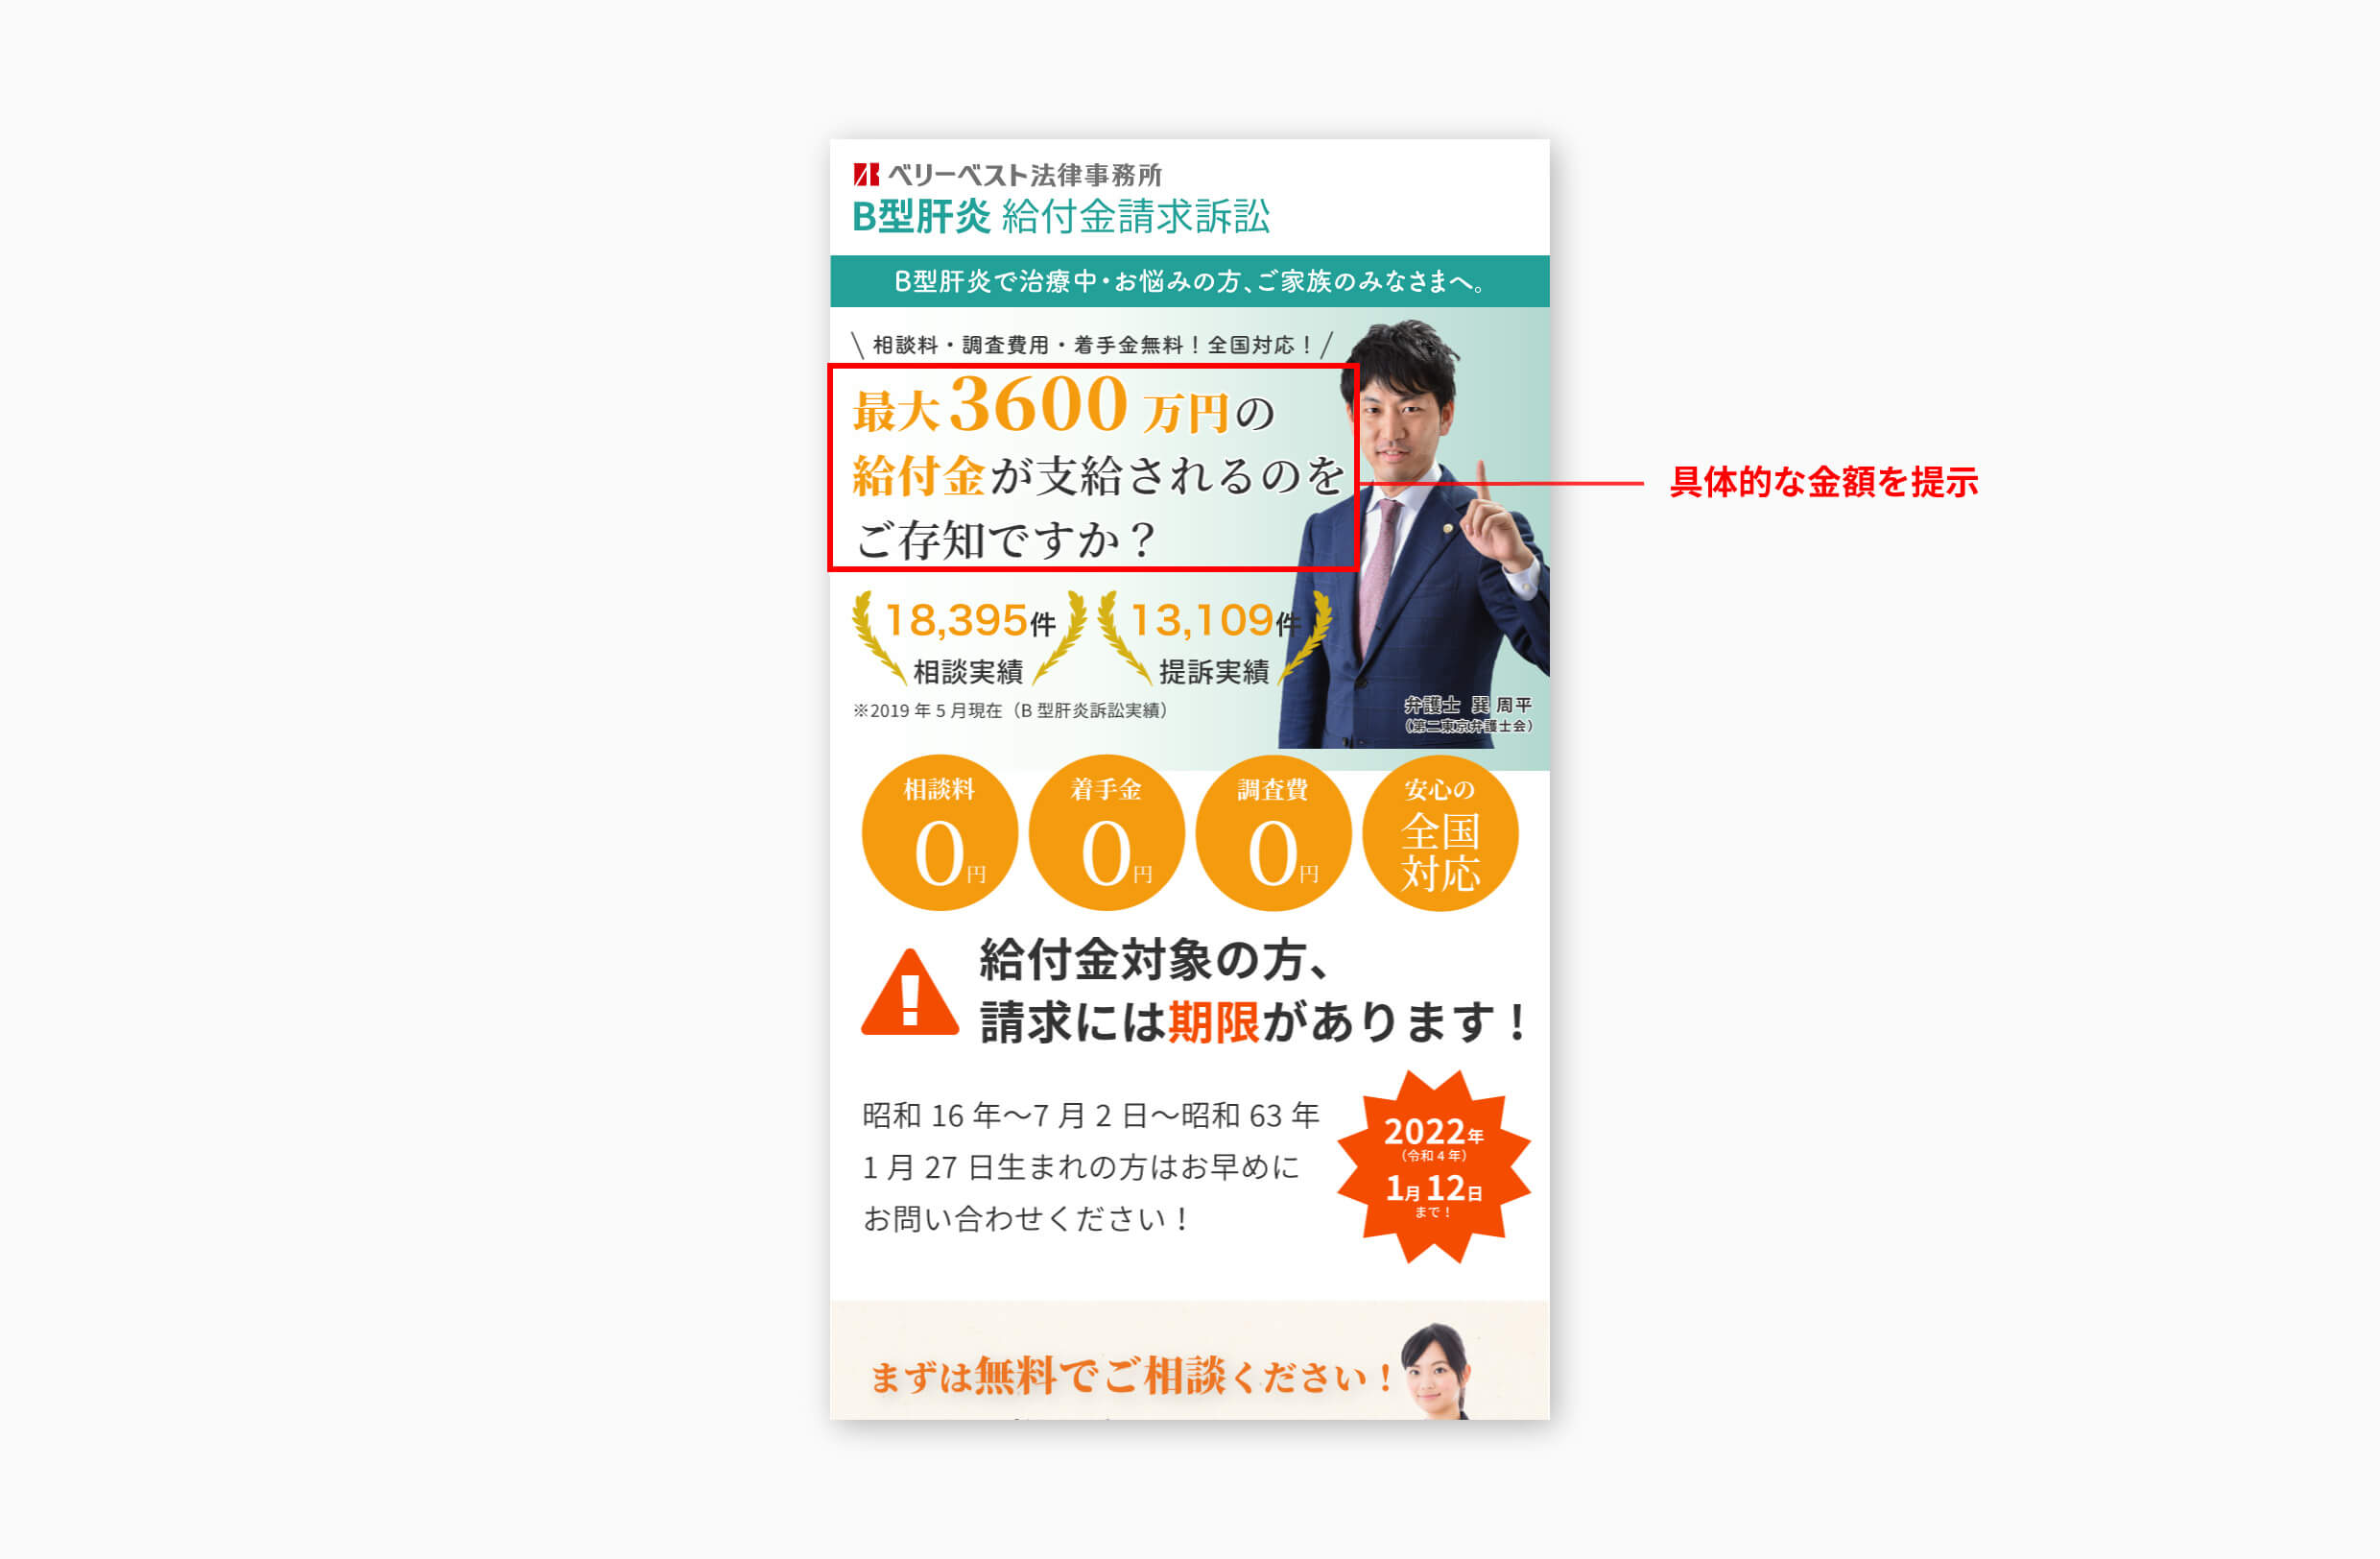 ベリーベスト法律事務所
B型肝炎 給付金請求訴訟
B型肝炎で治療中・お悩みの方、ご家族のみなさまへ。
相談料・調査費用・着手金無料！全国対応！
最大3600万円の
給付金が支給されるのを
ご存知ですか？
具体的な金額を提示
18,395件
相談実績
13,109件
提訴実績
※2019年5月現在（B型肝炎訴訟実績）
弁護士 巽 周平
（第二東京弁護士会）
相談料
0円
着手金
0円
調査費
0円
安心の
全国
対応
給付金対象の方、
請求には期限があります！
昭和16年〜7月2日〜昭和63年
1月27日生まれの方はお早めに
お問い合わせください！
2022年
（令和4年）
1月12日
まで！
まずは無料でご相談ください！